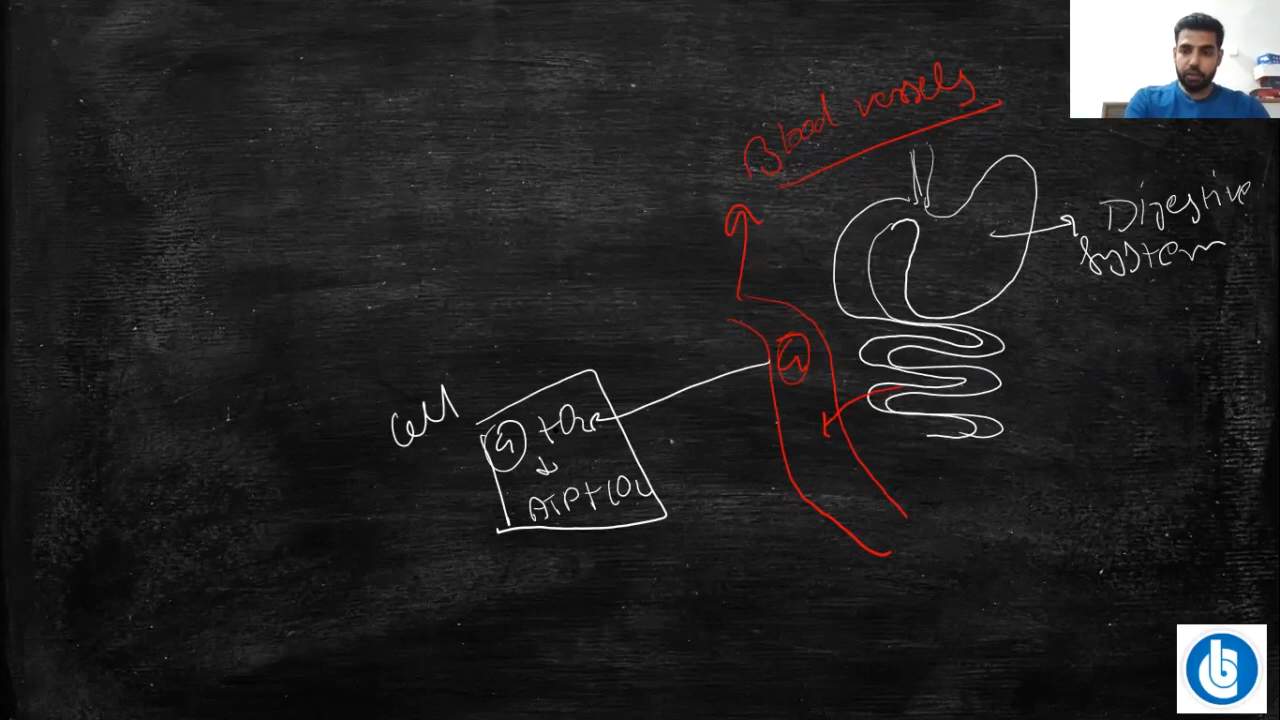 Blood vessels
Digestive
System
Cell
G + O2
ATP + CO2
G